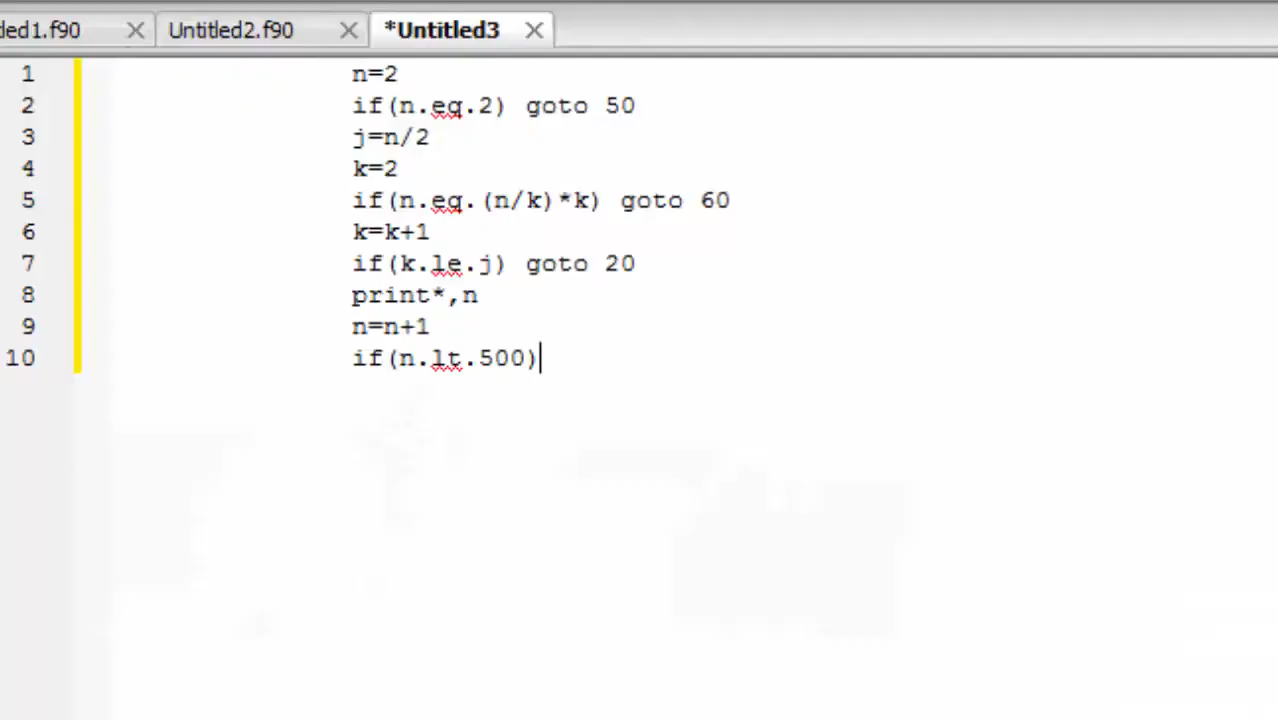 led1.f90 Untitled2.f90 *Untitled3
1 n=2
2 if(n.eq.2) goto 50
3 j=n/2
4 k=2
5 if(n.eq.(n/k)*k) goto 60
6 k=k+1
7 if(k.le.j) goto 20
8 print*,n
9 n=n+1
10 if(n.lt.500)